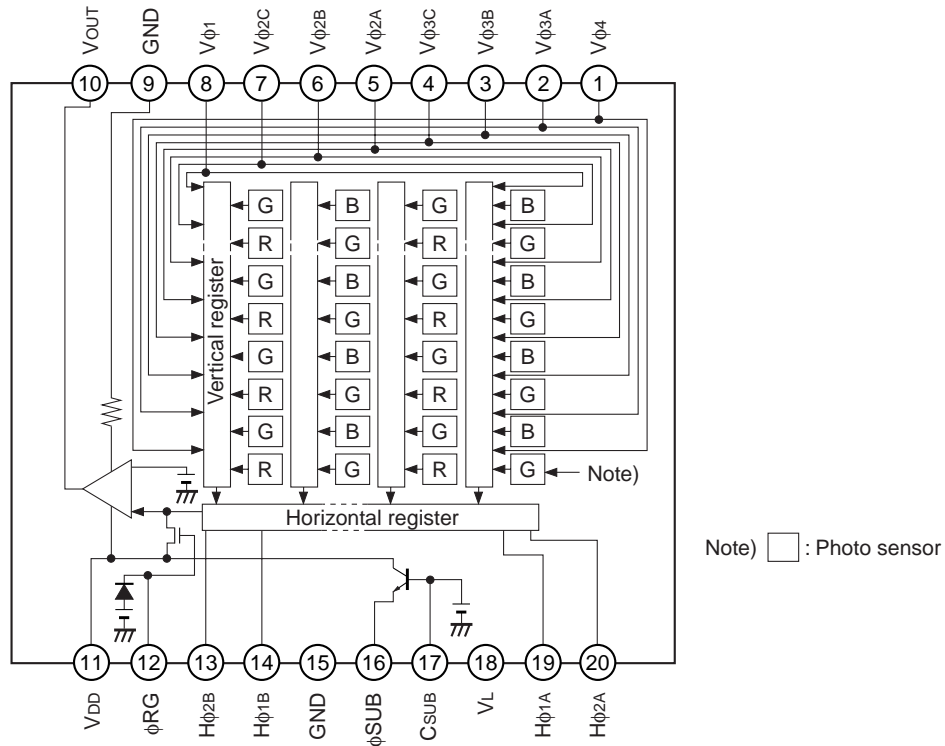 VOUT GND Vφ1 Vφ2C Vφ2B Vφ2A Vφ3C Vφ3B Vφ3A Vφ4
10 9 8 7 6 5 4 3 2 1
Vertical register
G B G B
R G R G
G B G B
R G R G
G B G B
R G R G
G B G B
R G R G
Note)
Horizontal register
Note) : Photo sensor
11 12 13 14 15 16 17 18 19 20
VDD φRG Hφ2B Hφ1B GND φSUB CSUB VL Hφ1A Hφ2A